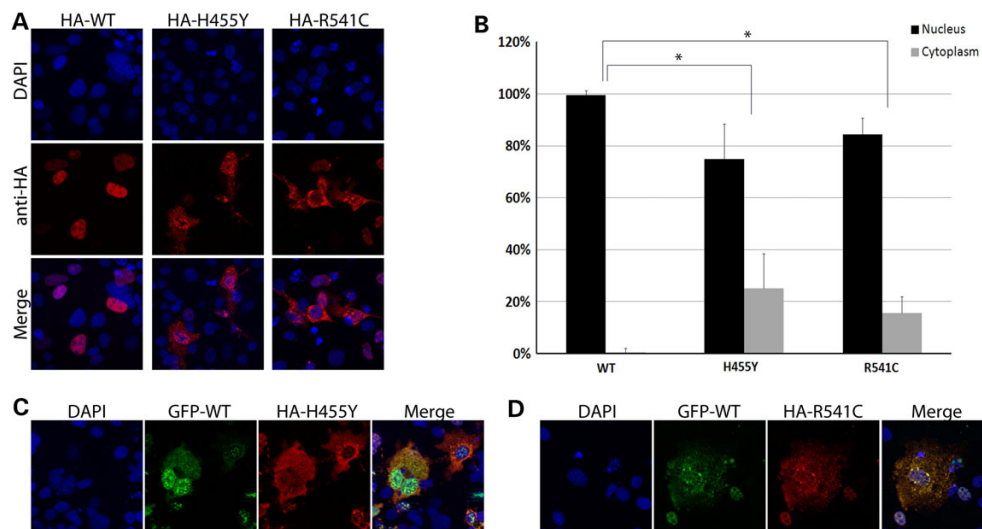 A
HA-WT HA-H455Y HA-R541C
DAPI
anti-HA
Merge
B
Nucleus
Cytoplasm
120%
100%
80%
60%
40%
20%
0%
* *
WT H455Y R541C
C
DAPI GFP-WT HA-H455Y Merge
D
DAPI GFP-WT HA-R541C Merge